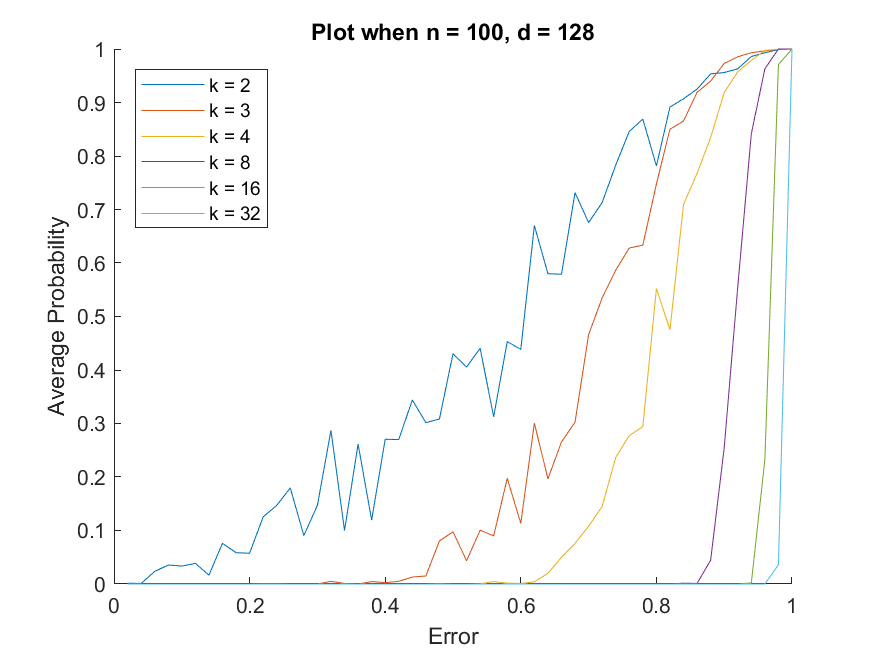 Plot when n = 100, d = 128
1
0.9
0.8
0.7
0.6
0.5
0.4
0.3
0.2
0.1
0
Average Probability
k = 2
k = 3
k = 4
k = 8
k = 16
k = 32
0 0.2 0.4 0.6 0.8 1
Error